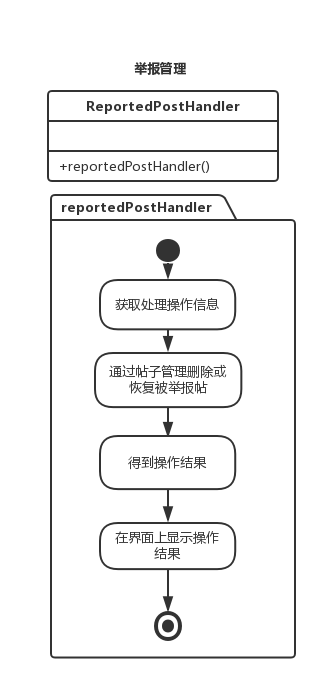 举报管理
ReportedPostHandler
+reportedPostHandler()
reportedPostHandler
获取处理操作信息
通过帖子管理删除或
恢复被举报帖
得到操作结果
在界面上显示操作
结果